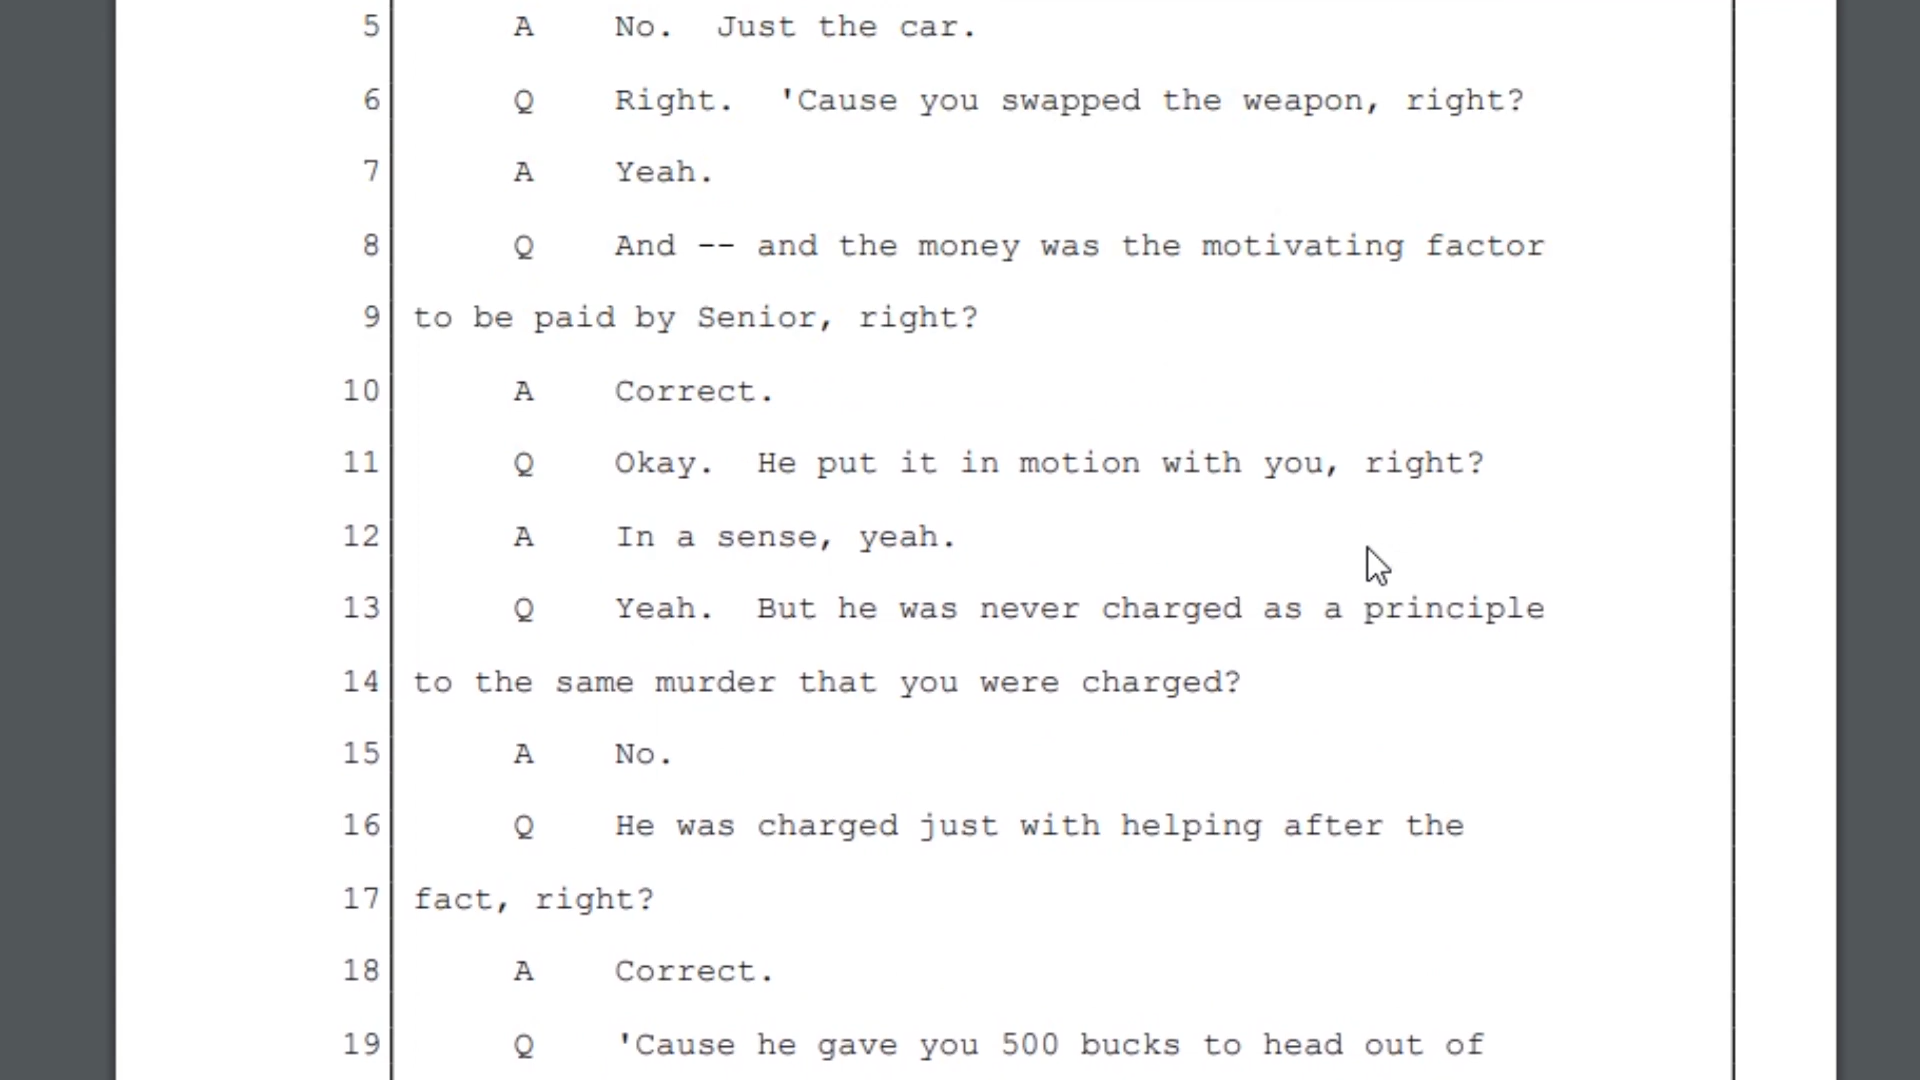 5 A No. Just the car.
6 Q Right. 'Cause you swapped the weapon, right?
7 A Yeah.
8 Q And -- and the money was the motivating factor
9 to be paid by Senior, right?
10 A Correct.
11 Q Okay. He put it in motion with you, right?
12 A In a sense, yeah.
13 Q Yeah. But he was never charged as a principle
14 to the same murder that you were charged?
15 A No.
16 Q He was charged just with helping after the
17 fact, right?
18 A Correct.
19 Q 'Cause he gave you 500 bucks to head out of